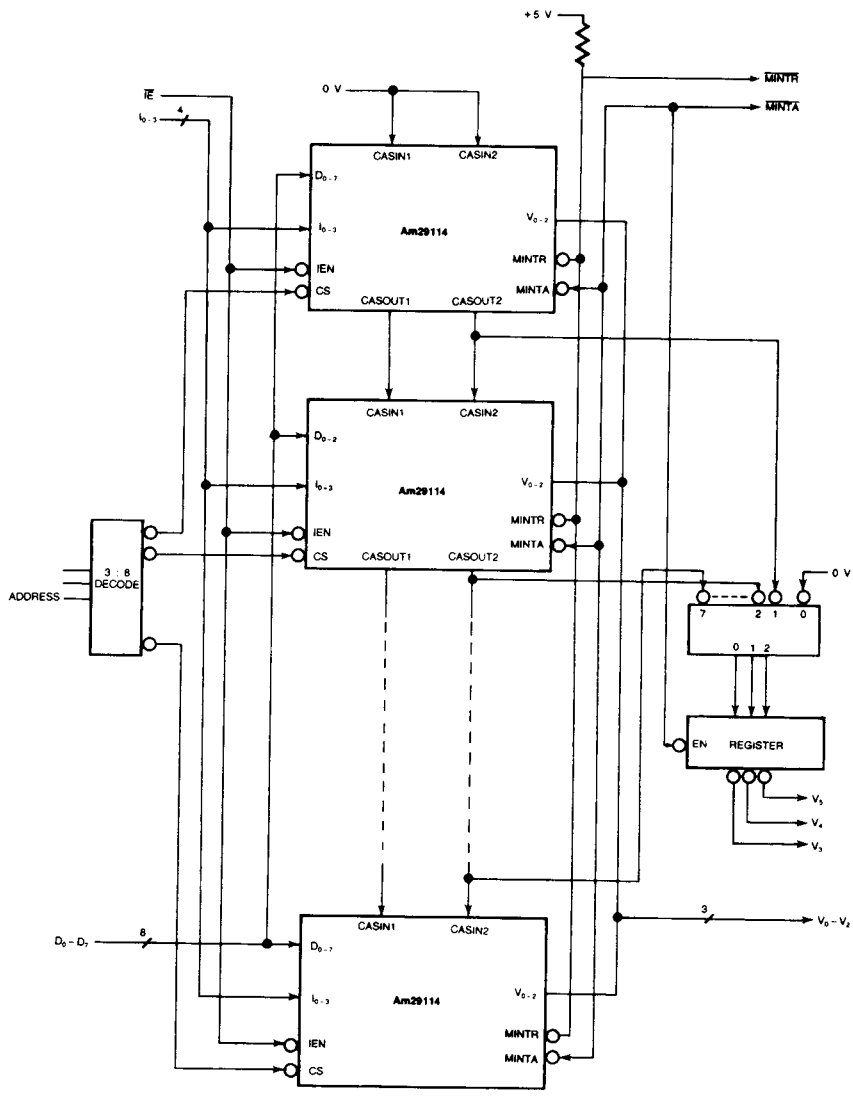 +5 V
MINTR
IE
0 V
MINTA
4
I₀₋₃
CASIN1 CASIN2
D₀₋₇
V₀₋₂
I₀₋₃
Am29114
MINTR
IEN
MINTA
CS
CASOUT1 CASOUT2
CASIN1 CASIN2
D₀₋₂
V₀₋₂
I₀₋₃
Am29114
MINTR
IEN
MINTA
CS
CASOUT1 CASOUT2
3 : 8
DECODE
ADDRESS
0 V
7 2 1 0
0 1 2
EN REGISTER
V₅
V₄
V₃
3
V₀–V₂
CASIN1 CASIN2
8
D₀–D₇
D₀₋₇
V₀₋₂
I₀₋₃
Am29114
MINTR
IEN
MINTA
CS